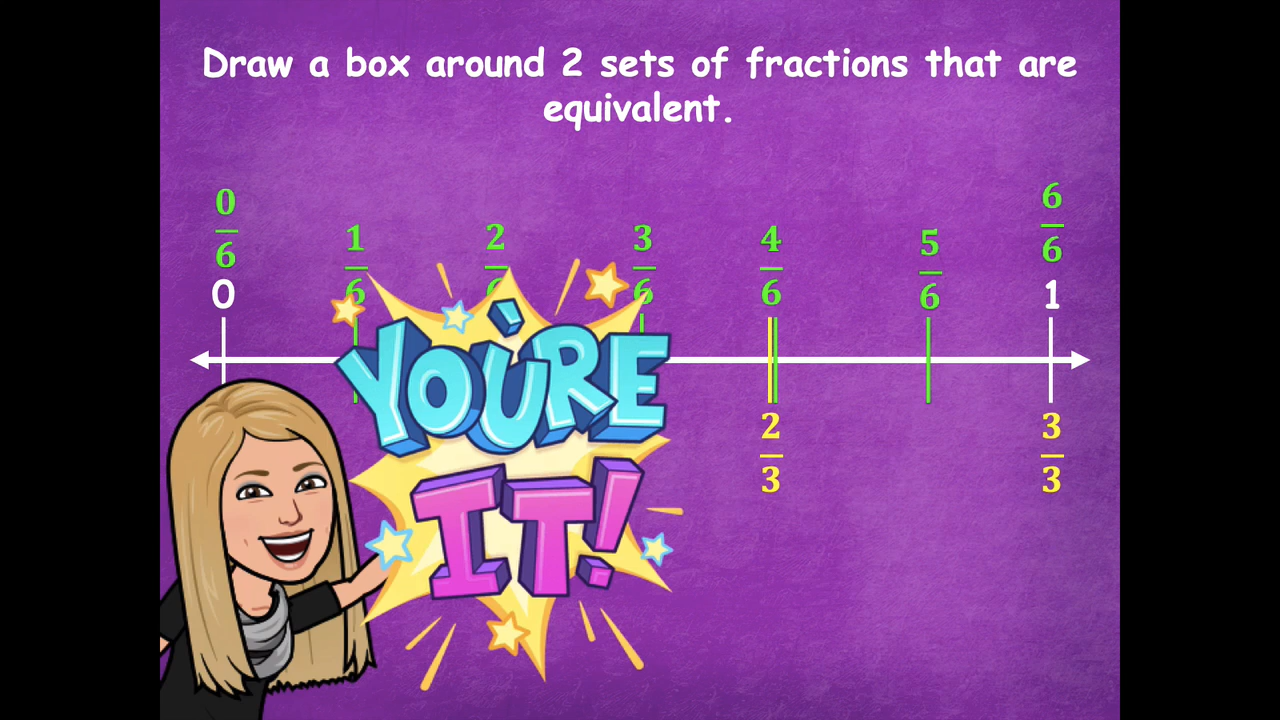 Draw a box around 2 sets of fractions that are
equivalent.
0/6 1/6 2/6 3/6 4/6 5/6 6/6
0 1
YOU'RE
IT!
2/3 3/3